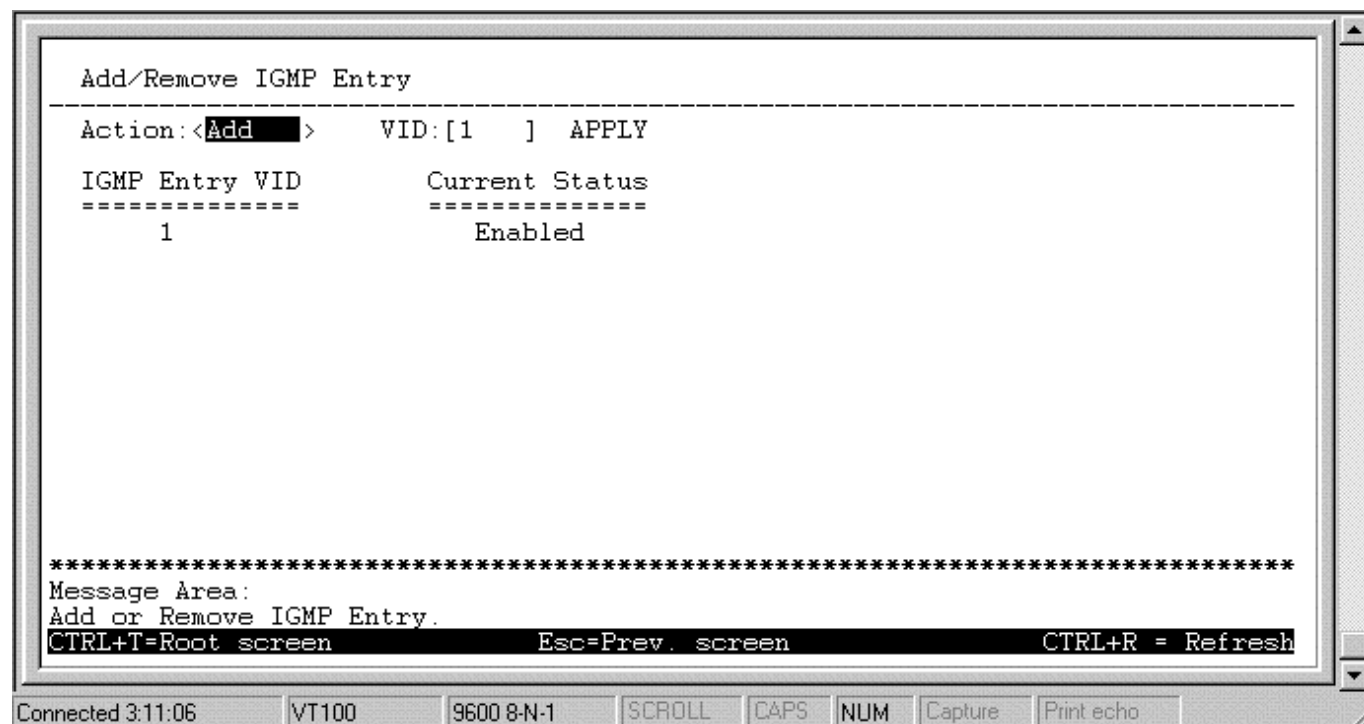 Add/Remove IGMP Entry
--------------------------------------------------------------------------------
Action:<Add   >    VID:[1   ]  APPLY
IGMP Entry VID        Current Status
==============        ==============
1                   Enabled
********************************************************************************
Message Area:
Add or Remove IGMP Entry.
CTRL+T=Root screen             Esc=Prev. screen                CTRL+R = Refresh
Connected 3:11:06 VT100 9600 8-N-1 SCROLL CAPS NUM Capture Print echo